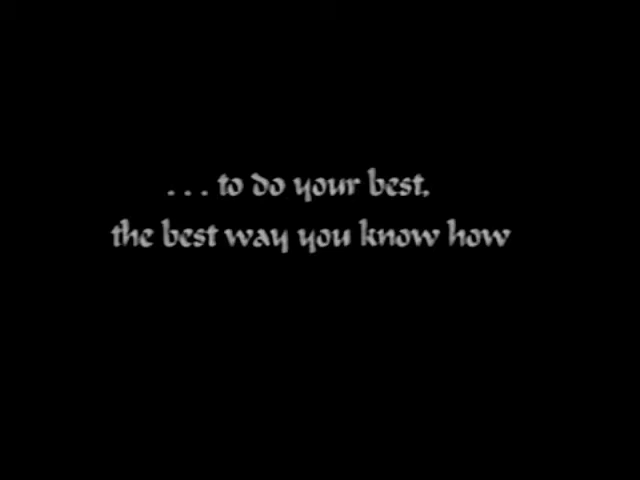 . . . to do your best,
the best way you know how